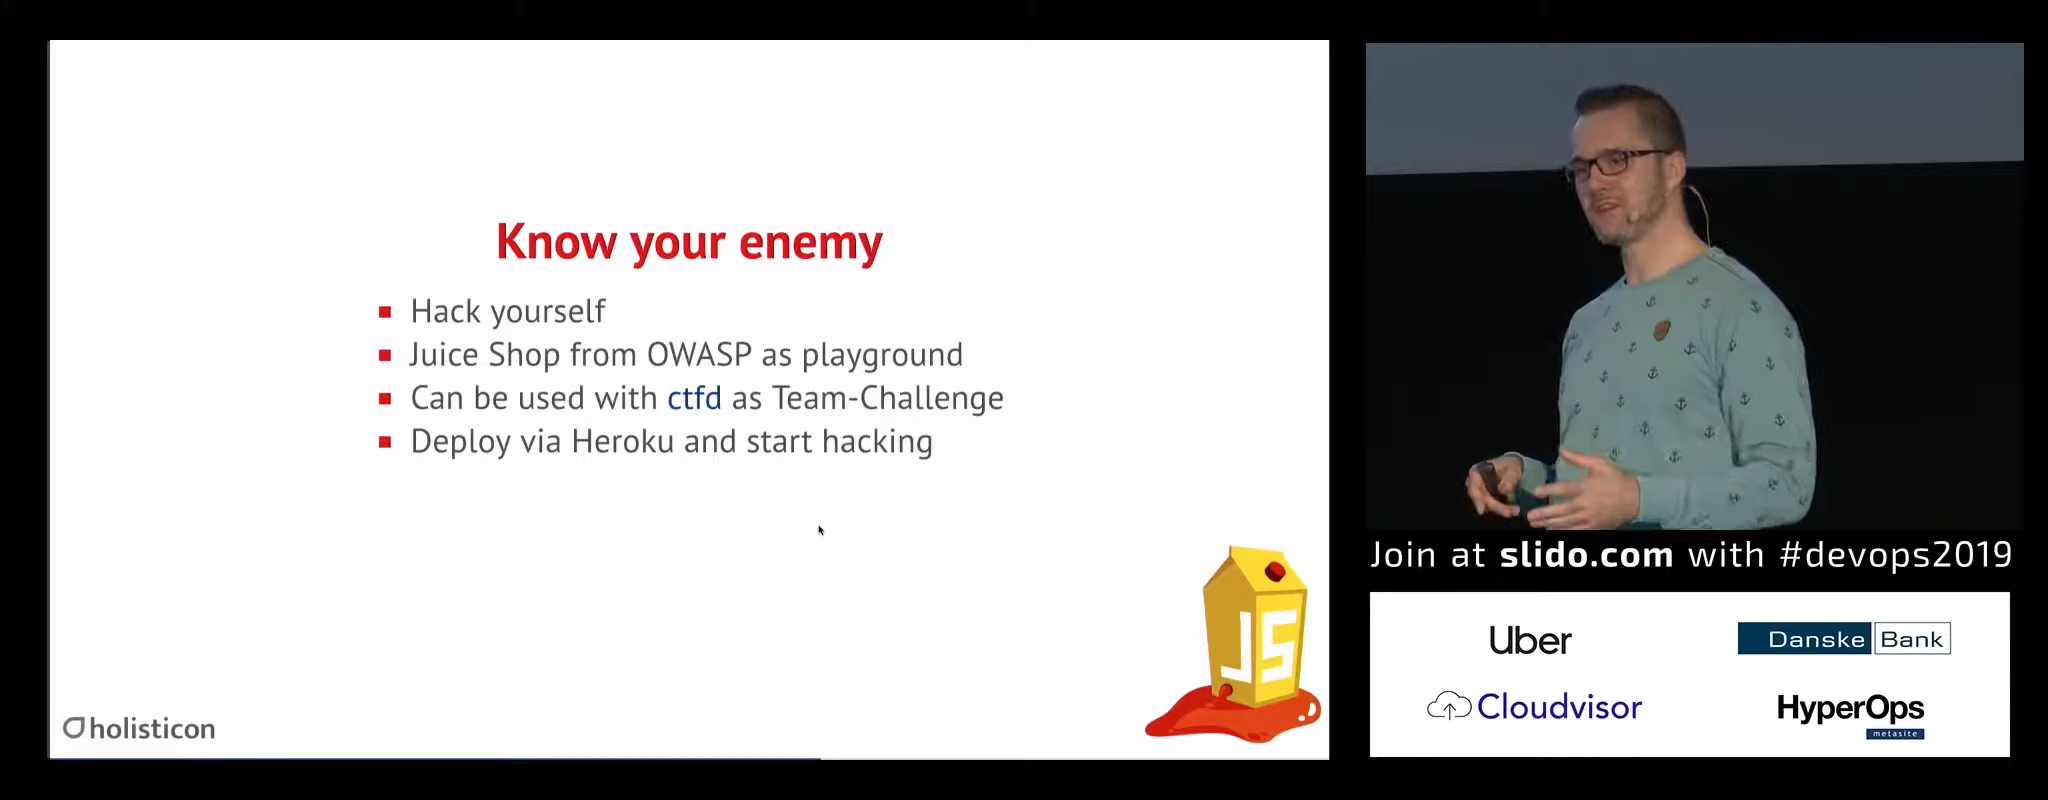 Know your enemy
Hack yourself
Juice Shop from OWASP as playground
Can be used with ctfd as Team-Challenge
Deploy via Heroku and start hacking
JS
holisticon
Join at slido.com with #devops2019
Uber
Danske Bank
Cloudvisor
HyperOps
metasite